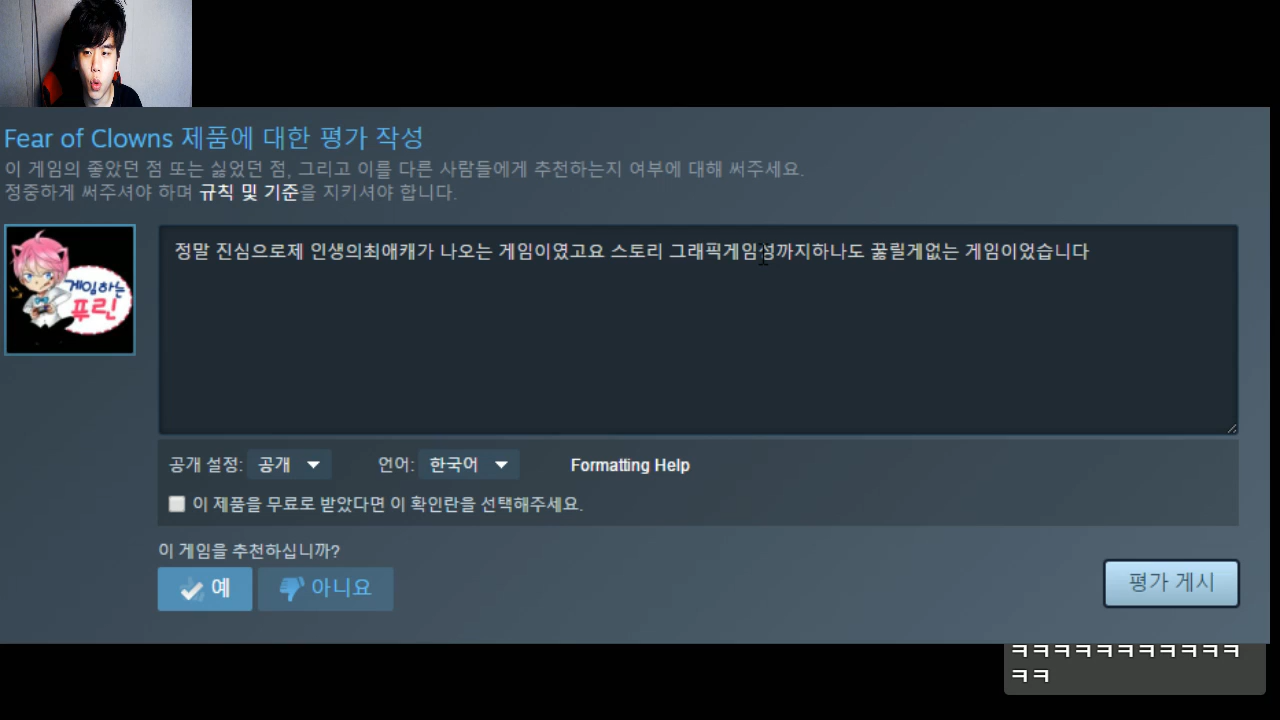 Fear of Clowns 제품에 대한 평가 작성
이 게임의 좋았던 점 또는 싫었던 점, 그리고 이를 다른 사람들에게 추천하는지 여부에 대해 써주세요.
정중하게 써주셔야 하며 규칙 및 기준을 지키셔야 합니다.
게임하는
푸린
정말 진심으로제 인생의최애캐가 나오는 게임이였고요 스토리 그래픽게임성까지하나도 꿇릴게없는 게임이었습니다
공개 설정: 공개 언어: 한국어 Formatting Help
이 제품을 무료로 받았다면 이 확인란을 선택해주세요.
이 게임을 추천하십니까?
예 아니요
평가 게시
ㅋㅋㅋㅋㅋㅋㅋㅋㅋㅋㅋ
ㅋㅋ